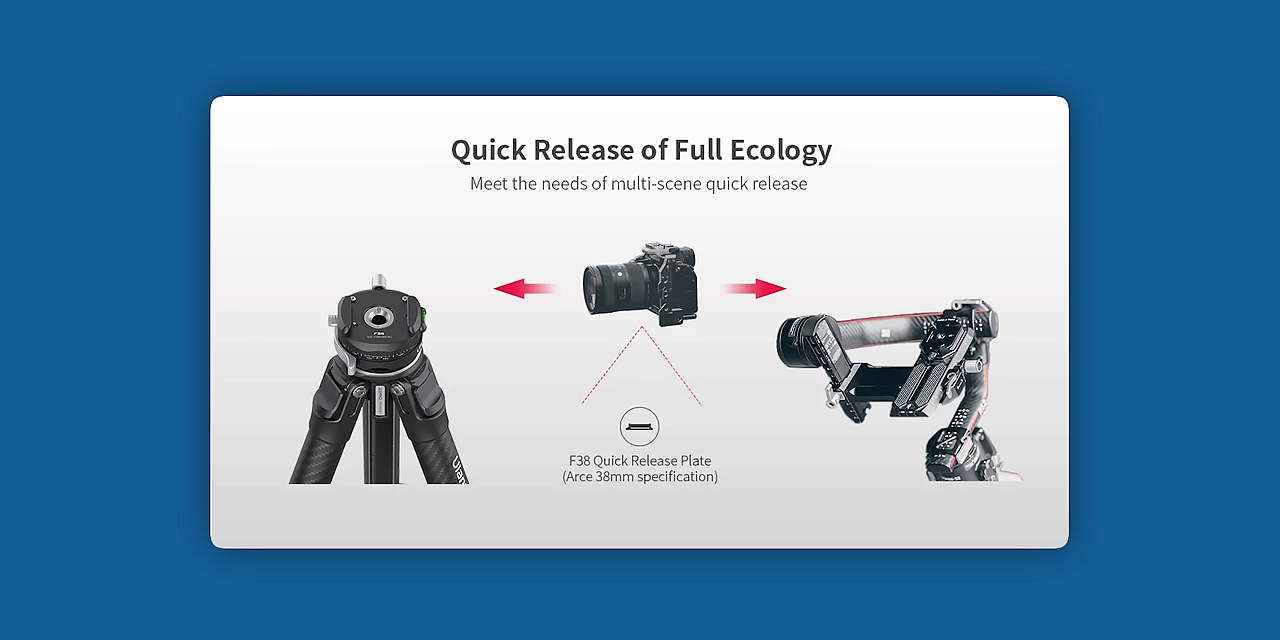 Quick Release of Full Ecology
Meet the needs of multi-scene quick release
F38
F38 Quick Release Plate
(Arce 38mm specification)